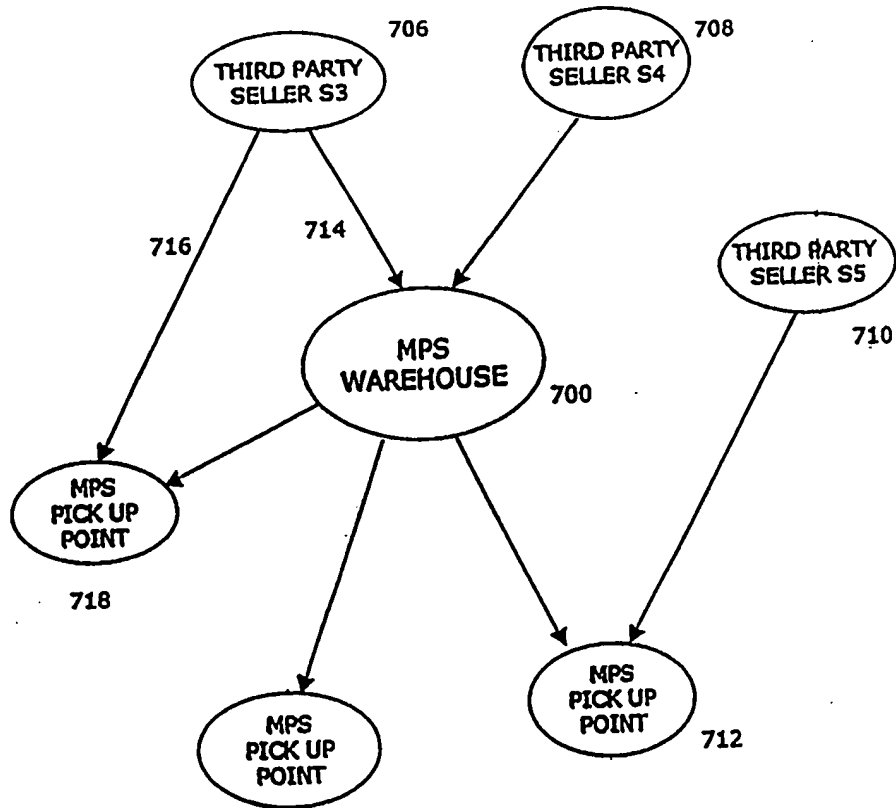 706
THIRD PARTY
SELLER S3
708
THIRD PARTY
SELLER S4
716
714
THIRD PARTY
SELLER S5
710
MPS
WAREHOUSE
700
MPS
PICK UP
POINT
718
MPS
PICK UP
POINT
MPS
PICK UP
POINT
712